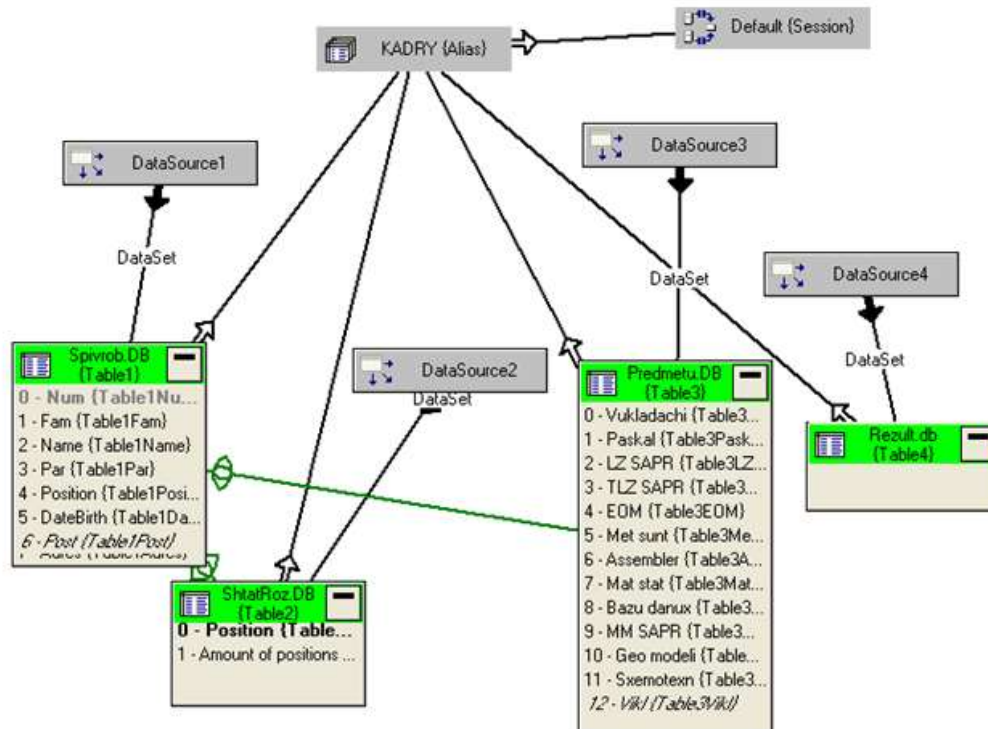 KADRY {Alias}
Default {Session}
DataSource1
DataSource3
DataSet
DataSet
DataSource4
DataSet
Spivrob.DB
{Table1}
0 - Num {Table1Nu...
1 - Fam {Table1Fam}
2 - Name {Table1Name}
3 - Par {Table1Par}
4 - Position {Table1Posi...
5 - DateBirth {Table1Da...
6 - Post {Table1Post}
7 - Adres {Table1Adres}
DataSource2
DataSet
ShtatRoz.DB
{Table2}
0 - Position {Table...
1 - Amount of positions ...
Predmetu.DB
{Table3}
0 - Vukladachi {Table3...
1 - Paskal {Table3Pask...
2 - LZ SAPR {Table3LZ...
3 - TLZ SAPR {Table3...
4 - EOM {Table3EOM}
5 - Met sunt {Table3Me...
6 - Assembler {Table3A...
7 - Mat stat {Table3Mat...
8 - Bazu danux {Table3...
9 - MM SAPR {Table3...
10 - Geo modeli {Table...
11 - Sxemotexn {Table3...
12 - Vikl {Table3Vikl}
Rezult.db
{Table4}